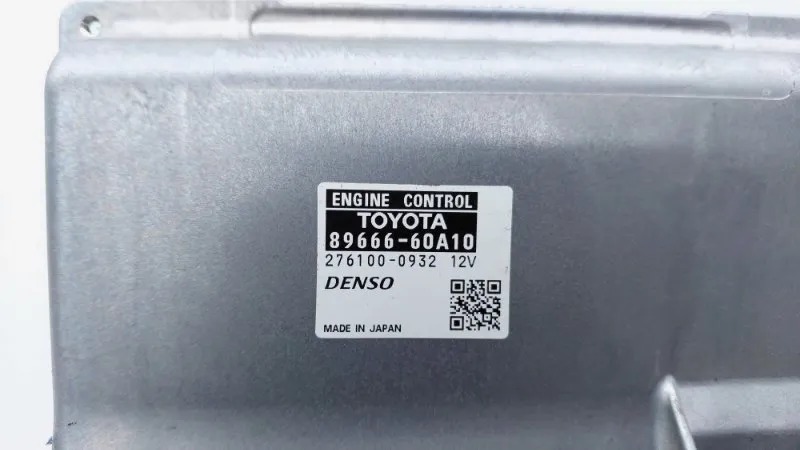 ENGINE CONTROL
TOYOTA
89666-60A10
276100-0932 12V
DENSO
MADE IN JAPAN